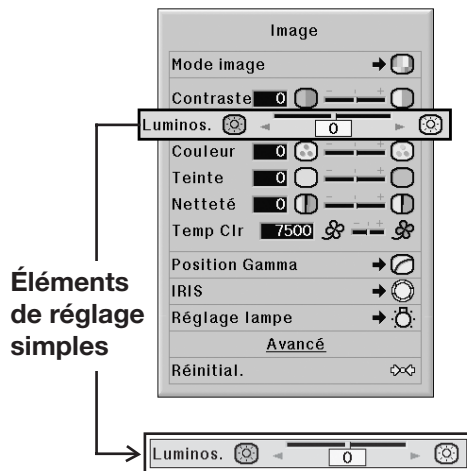 Image
Mode image
Contraste 0 - +
Luminos. 0
Couleur 0 - +
Teinte 0 - +
Netteté 0 - +
Temp Clr 7500 - +
Position Gamma
IRIS
Réglage lampe
Avancé
Réinitial.
Éléments
de réglage
simples
Luminos. 0